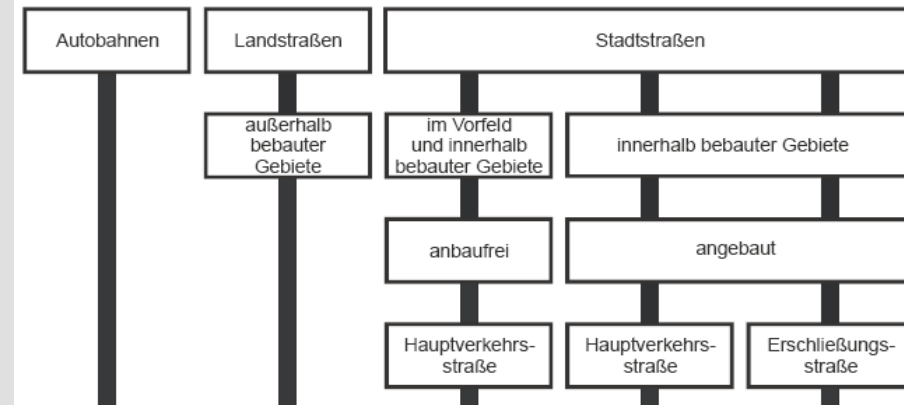 Autobahnen
Landstraßen
Stadtstraßen
außerhalb
bebauter
Gebiete
im Vorfeld
und innerhalb
bebauter Gebiete
innerhalb bebauter Gebiete
anbaufrei
angebaut
Hauptverkehrs-
straße
Hauptverkehrs-
straße
Erschließungs-
straße